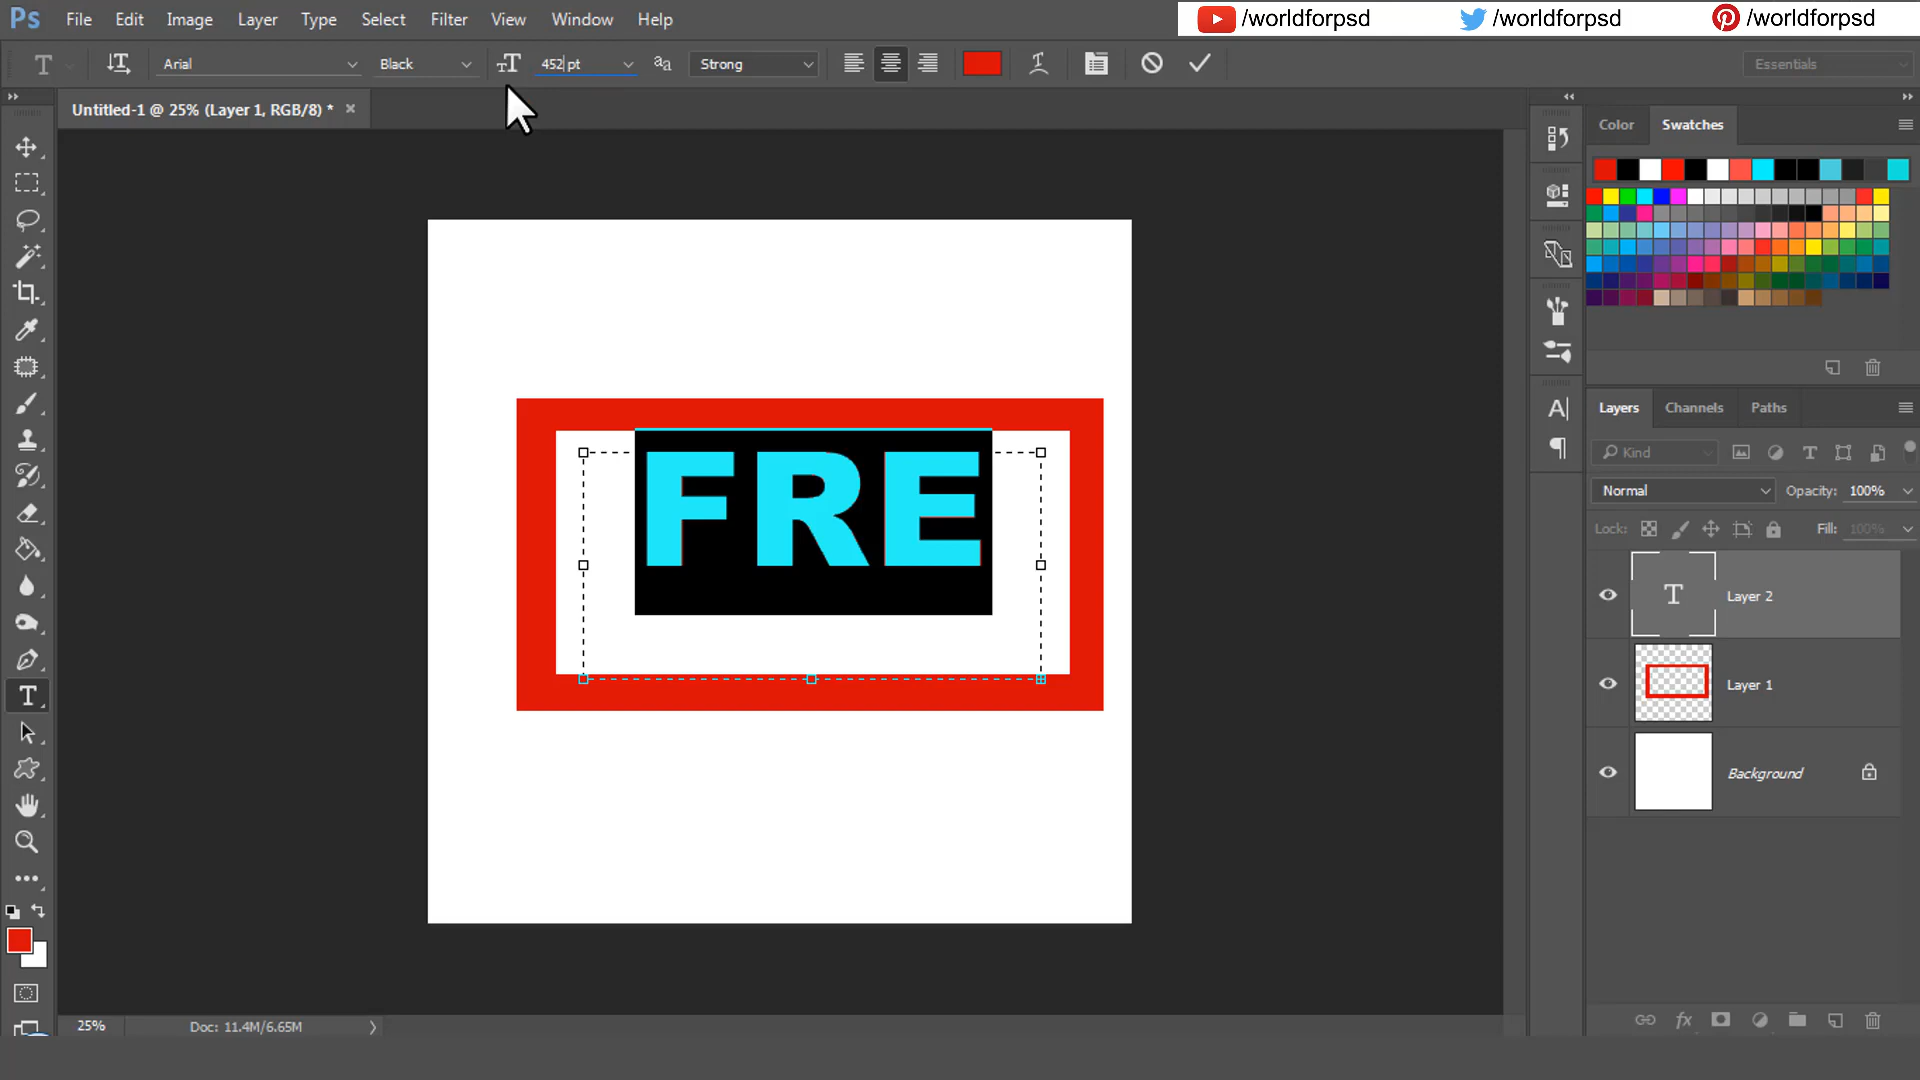 Ps File Edit Image Layer Type Select Filter View Window Help /worldforpsd /worldforpsd /worldforpsd
T Arial Black 452 pt aa Strong Essentials
Untitled-1 @ 25% (Layer 1, RGB/8) * ×
Color Swatches
FRE
Layers Channels Paths
Kind
Normal Opacity: 100%
Lock: Fill: 100%
T Layer 2
Layer 1
Background
25% Doc: 11.4M/6.65M